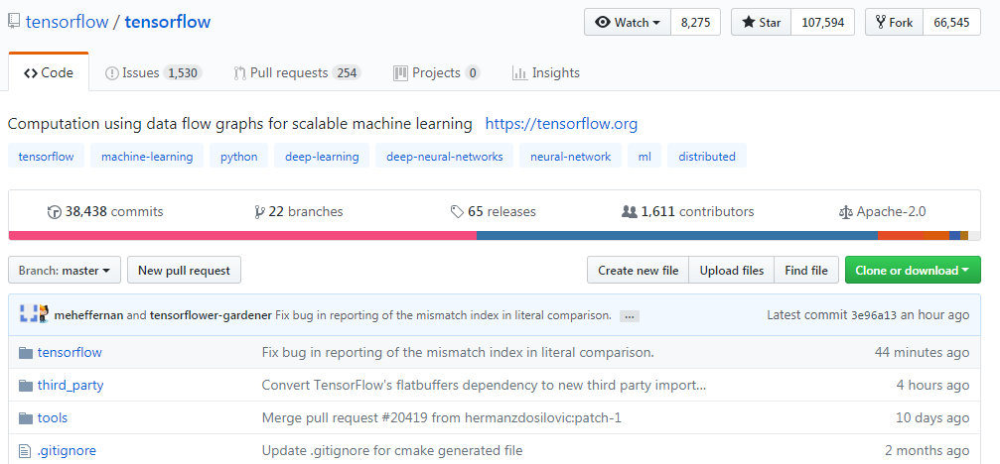 tensorflow / tensorflow Watch 8,275 Star 107,594 Fork 66,545
Code Issues 1,530 Pull requests 254 Projects 0 Insights
Computation using data flow graphs for scalable machine learning https://tensorflow.org
tensorflow machine-learning python deep-learning deep-neural-networks neural-network ml distributed
38,438 commits 22 branches 65 releases 1,611 contributors Apache-2.0
Branch: master New pull request Create new file Upload files Find file Clone or download
meheffernan and tensorflower-gardener Fix bug in reporting of the mismatch index in literal comparison. ... Latest commit 3e96a13 an hour ago
tensorflow Fix bug in reporting of the mismatch index in literal comparison. 44 minutes ago
third_party Convert TensorFlow's flatbuffers dependency to new third party import... 4 hours ago
tools Merge pull request #20419 from hermanzdosilovic:patch-1 10 days ago
.gitignore Update .gitignore for cmake generated file 2 months ago